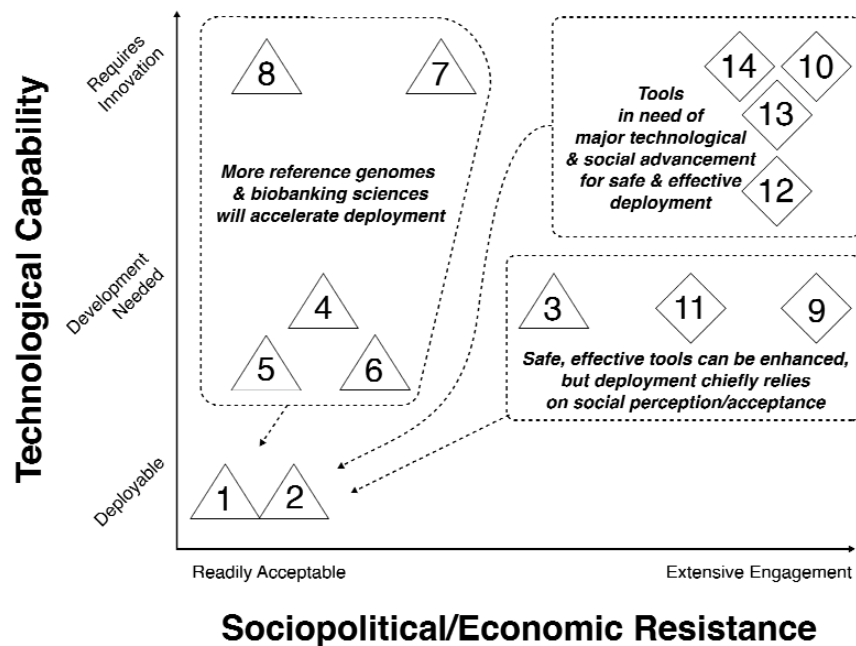 Technological Capability
Requires
Innovation
Development
Needed
Deployable
8
7
14
10
13
12
Tools
in need of
major technological
& social advancement
for safe & effective
deployment
More reference genomes
& biobanking sciences
will accelerate deployment
4
5
6
3
11
9
Safe, effective tools can be enhanced,
but deployment chiefly relies
on social perception/acceptance
1
2
Readily Acceptable
Extensive Engagement
Sociopolitical/Economic Resistance